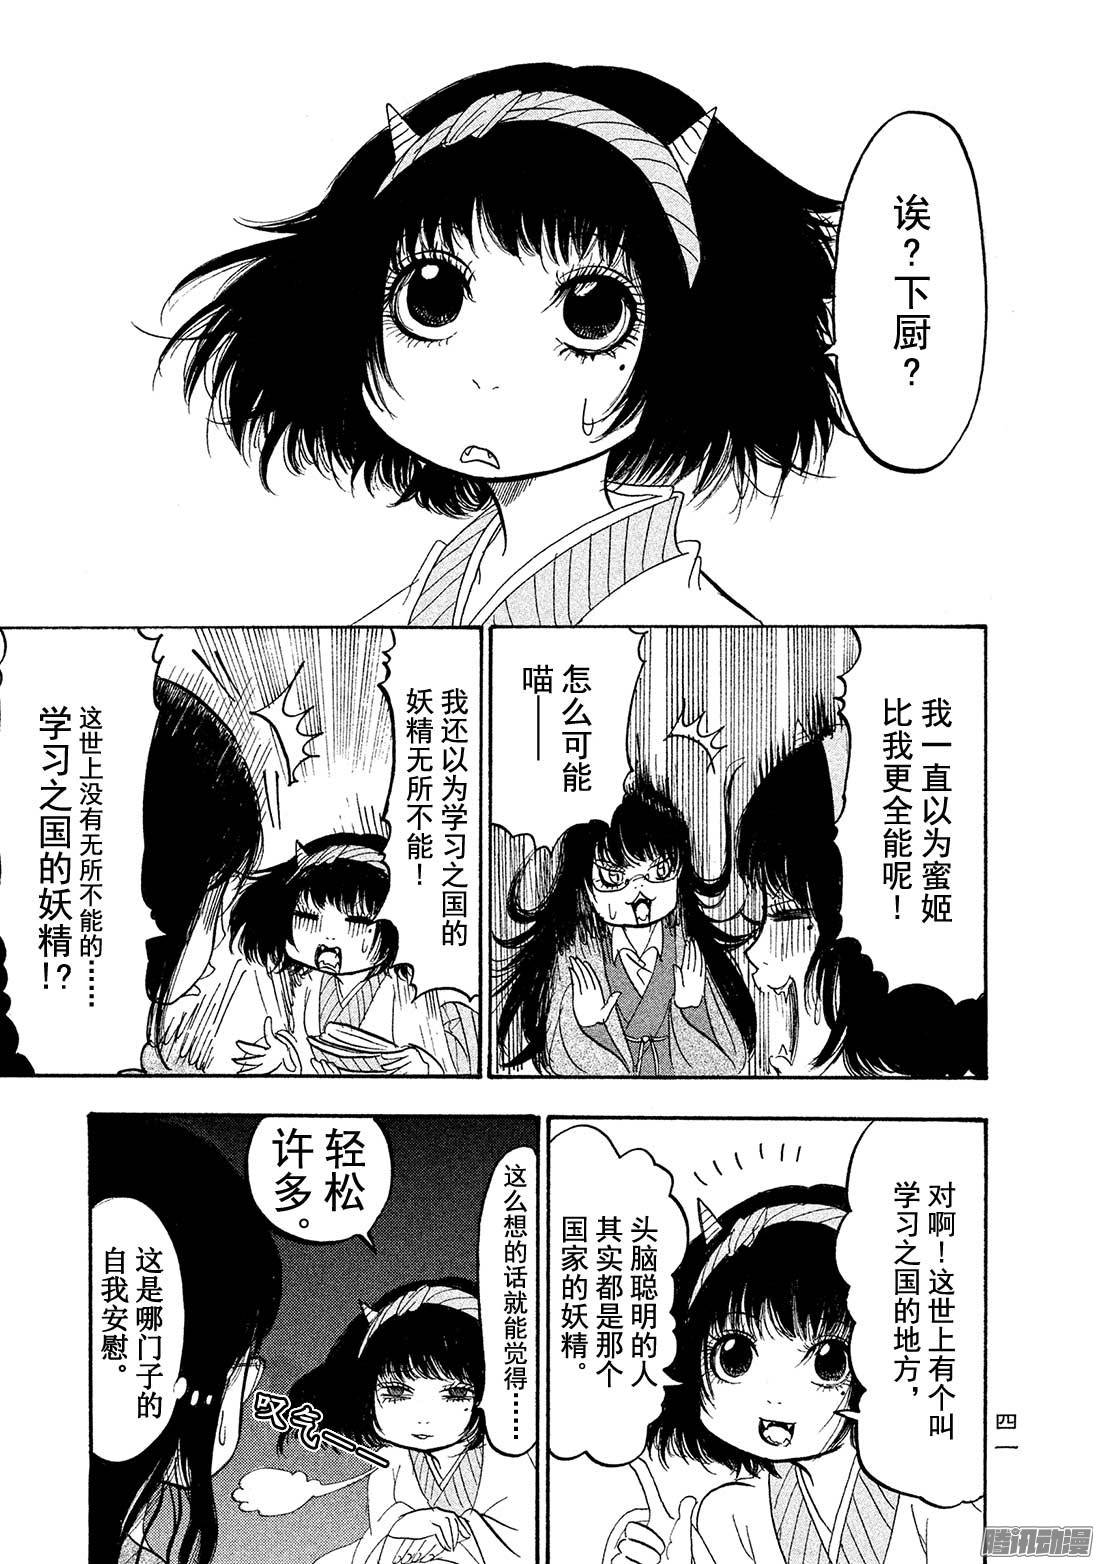 诶？下厨？
我一直以为蜜姬
比我更全能呢！
怎么可能
喵——
我还以为学习之国的
妖精无所不能！
这世上没有无所不能的……
学习之国的妖精！？
对啊！这世上有个叫
学习之国的地方，
头脑聪明的人
其实都是那个
国家的妖精。
这么想的话就能觉得……
轻松
许多。
叹气——
这是哪门子的
自我安慰。
四一
腾讯动漫